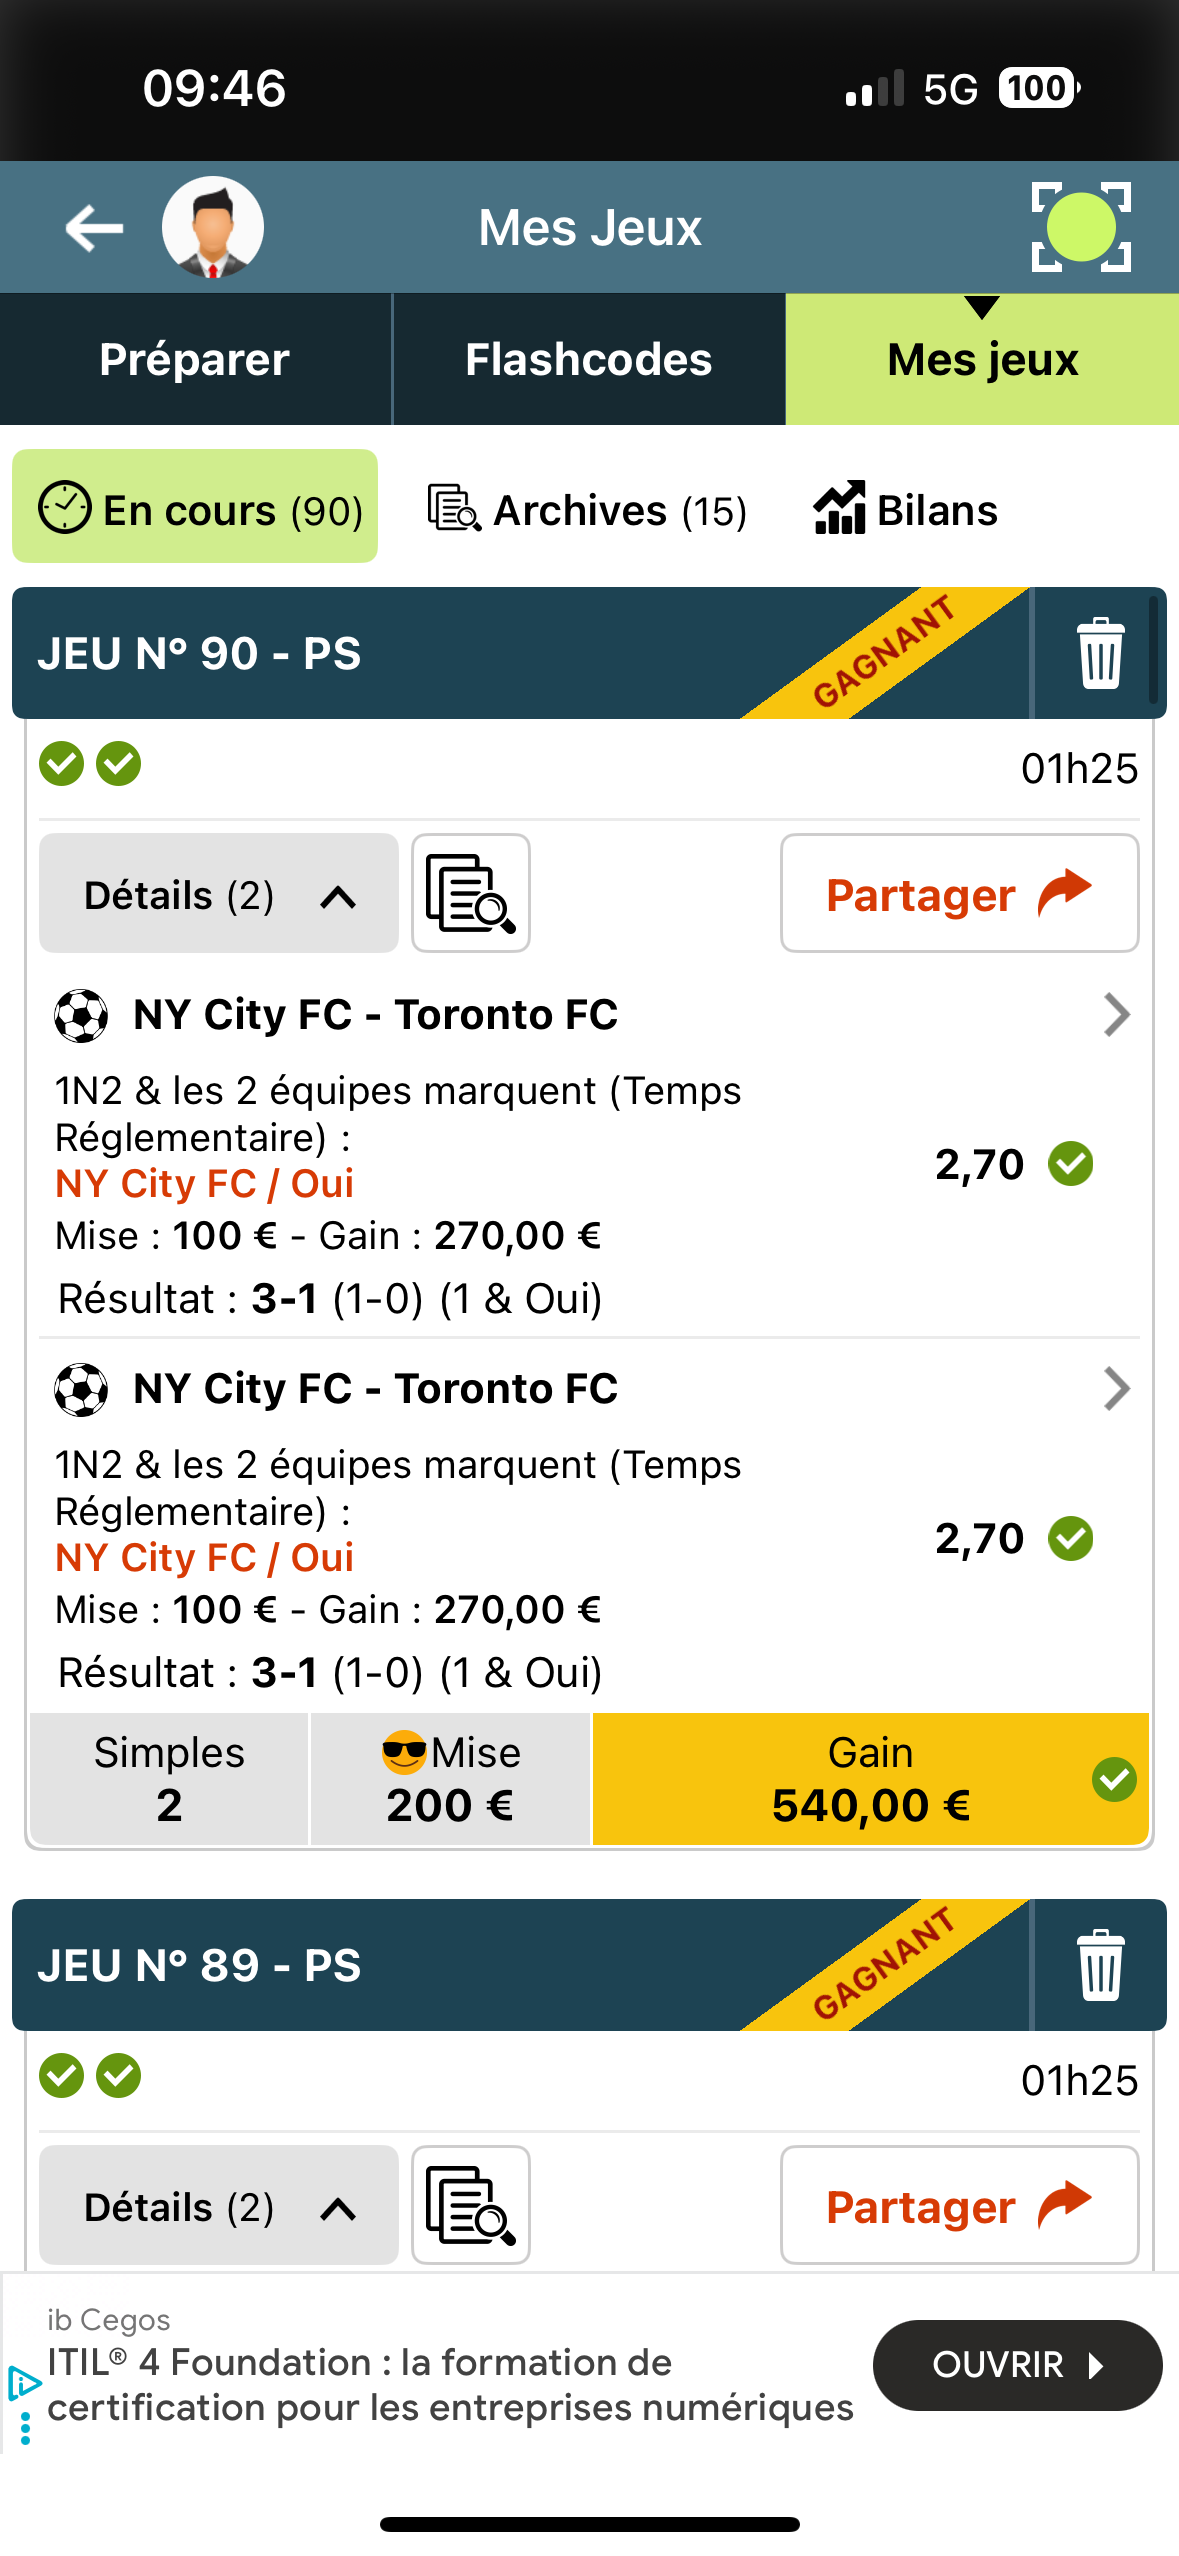 09:46
5G 100
Mes Jeux
Préparer
Flashcodes
Mes jeux
En cours (90)
Archives (15)
Bilans
JEU N° 90 - PS
GAGNANT
01h25
Détails (2)
Partager
NY City FC - Toronto FC
1N2 & les 2 équipes marquent (Temps
Réglementaire) :
NY City FC / Oui
2,70
Mise : 100 € - Gain : 270,00 €
Résultat : 3-1 (1-0) (1 & Oui)
NY City FC - Toronto FC
1N2 & les 2 équipes marquent (Temps
Réglementaire) :
NY City FC / Oui
2,70
Mise : 100 € - Gain : 270,00 €
Résultat : 3-1 (1-0) (1 & Oui)
Simples
2
Mise
200 €
Gain
540,00 €
JEU N° 89 - PS
GAGNANT
01h25
Détails (2)
Partager
ib Cegos
ITIL® 4 Foundation : la formation de
certification pour les entreprises numériques
OUVRIR